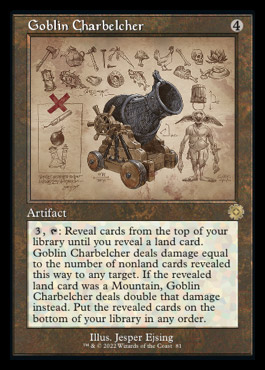 Goblin Charbelcher 4
Artifact
3, T: Reveal cards from the top of your
library until you reveal a land card.
Goblin Charbelcher deals damage equal
to the number of nonland cards revealed
this way to any target. If the revealed
land card was a Mountain, Goblin
Charbelcher deals double that damage
instead. Put the revealed cards on the
bottom of your library in any order.
Illus. Jesper Ejsing
™ & © 2022 Wizards of the Coast 81